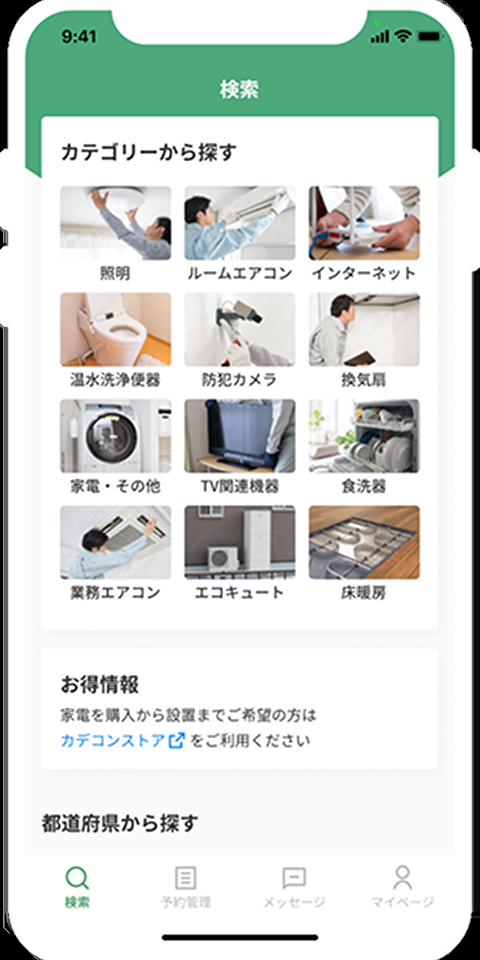 9:41
検索
カテゴリーから探す
照明 ルームエアコン インターネット
温水洗浄便器 防犯カメラ 換気扇
家電・その他 TV関連機器 食洗器
業務エアコン エコキュート 床暖房
お得情報
家電を購入から設置までご希望の方は
カデコンストア をご利用ください
都道府県から探す
検索 予約管理 メッセージ マイページ